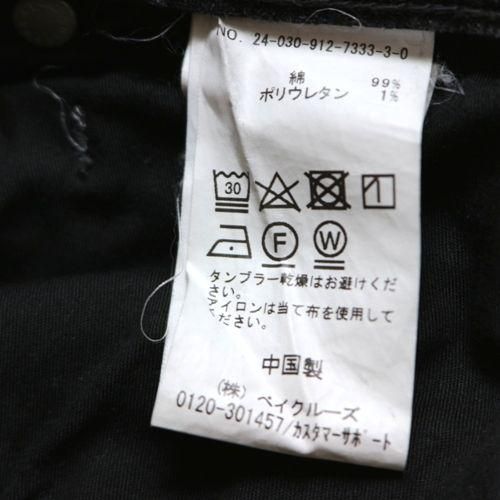 NO. 24-030-912-7333-3-0
綿 99%
ポリウレタン 1%
30
F W
タンブラー乾燥はお避けくだ
さい。
アイロンは当て布を使用して
ください。
中国製
(株) ベイクルーズ
0120-301457/カスタマーサポート